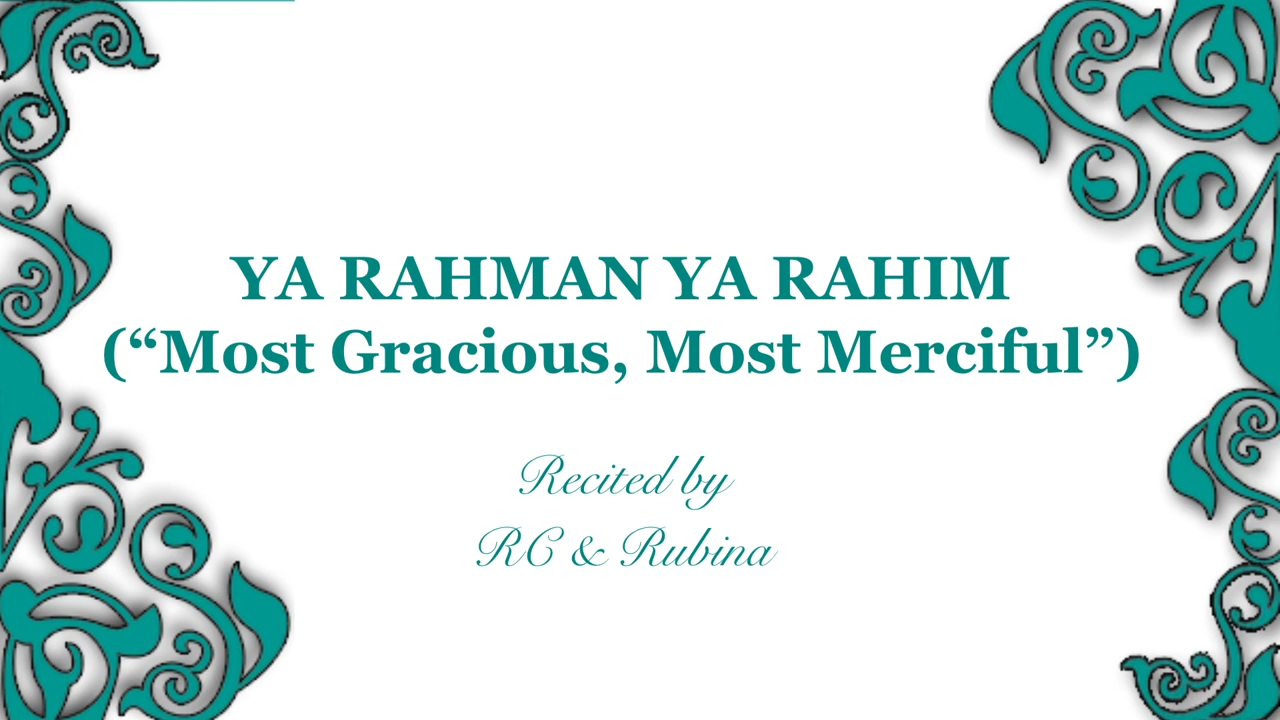 YA RAHMAN YA RAHIM
(“Most Gracious, Most Merciful”)
Recited by
RC & Rubina